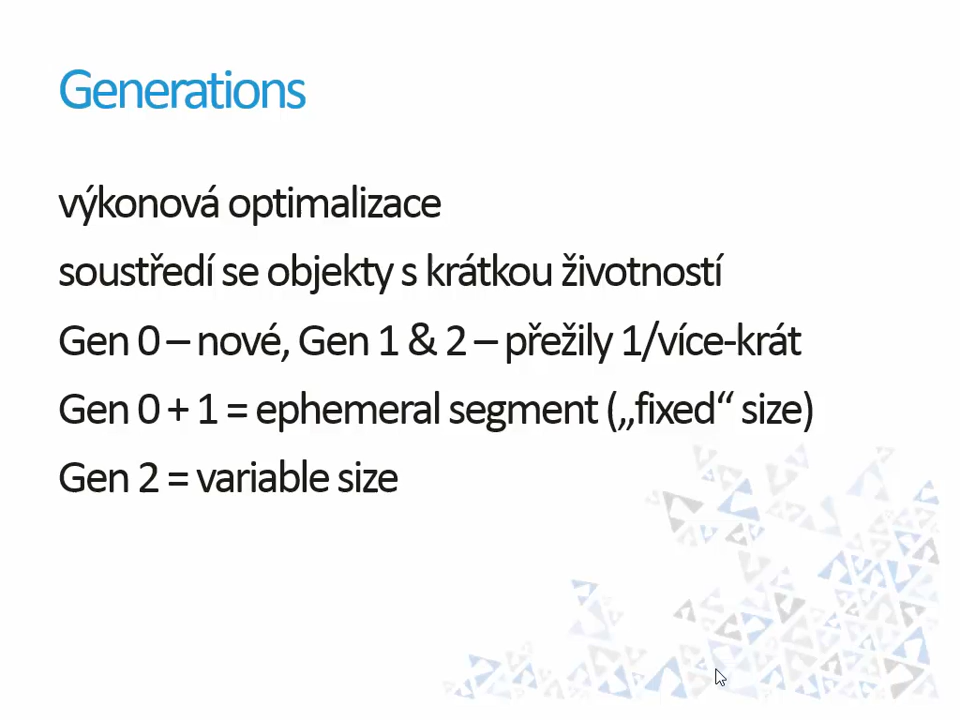 Generations
výkonová optimalizace
soustředí se objekty s krátkou životností
Gen 0 – nové, Gen 1 & 2 – přežily 1/více-krát
Gen 0 + 1 = ephemeral segment („fixed“ size)
Gen 2 = variable size